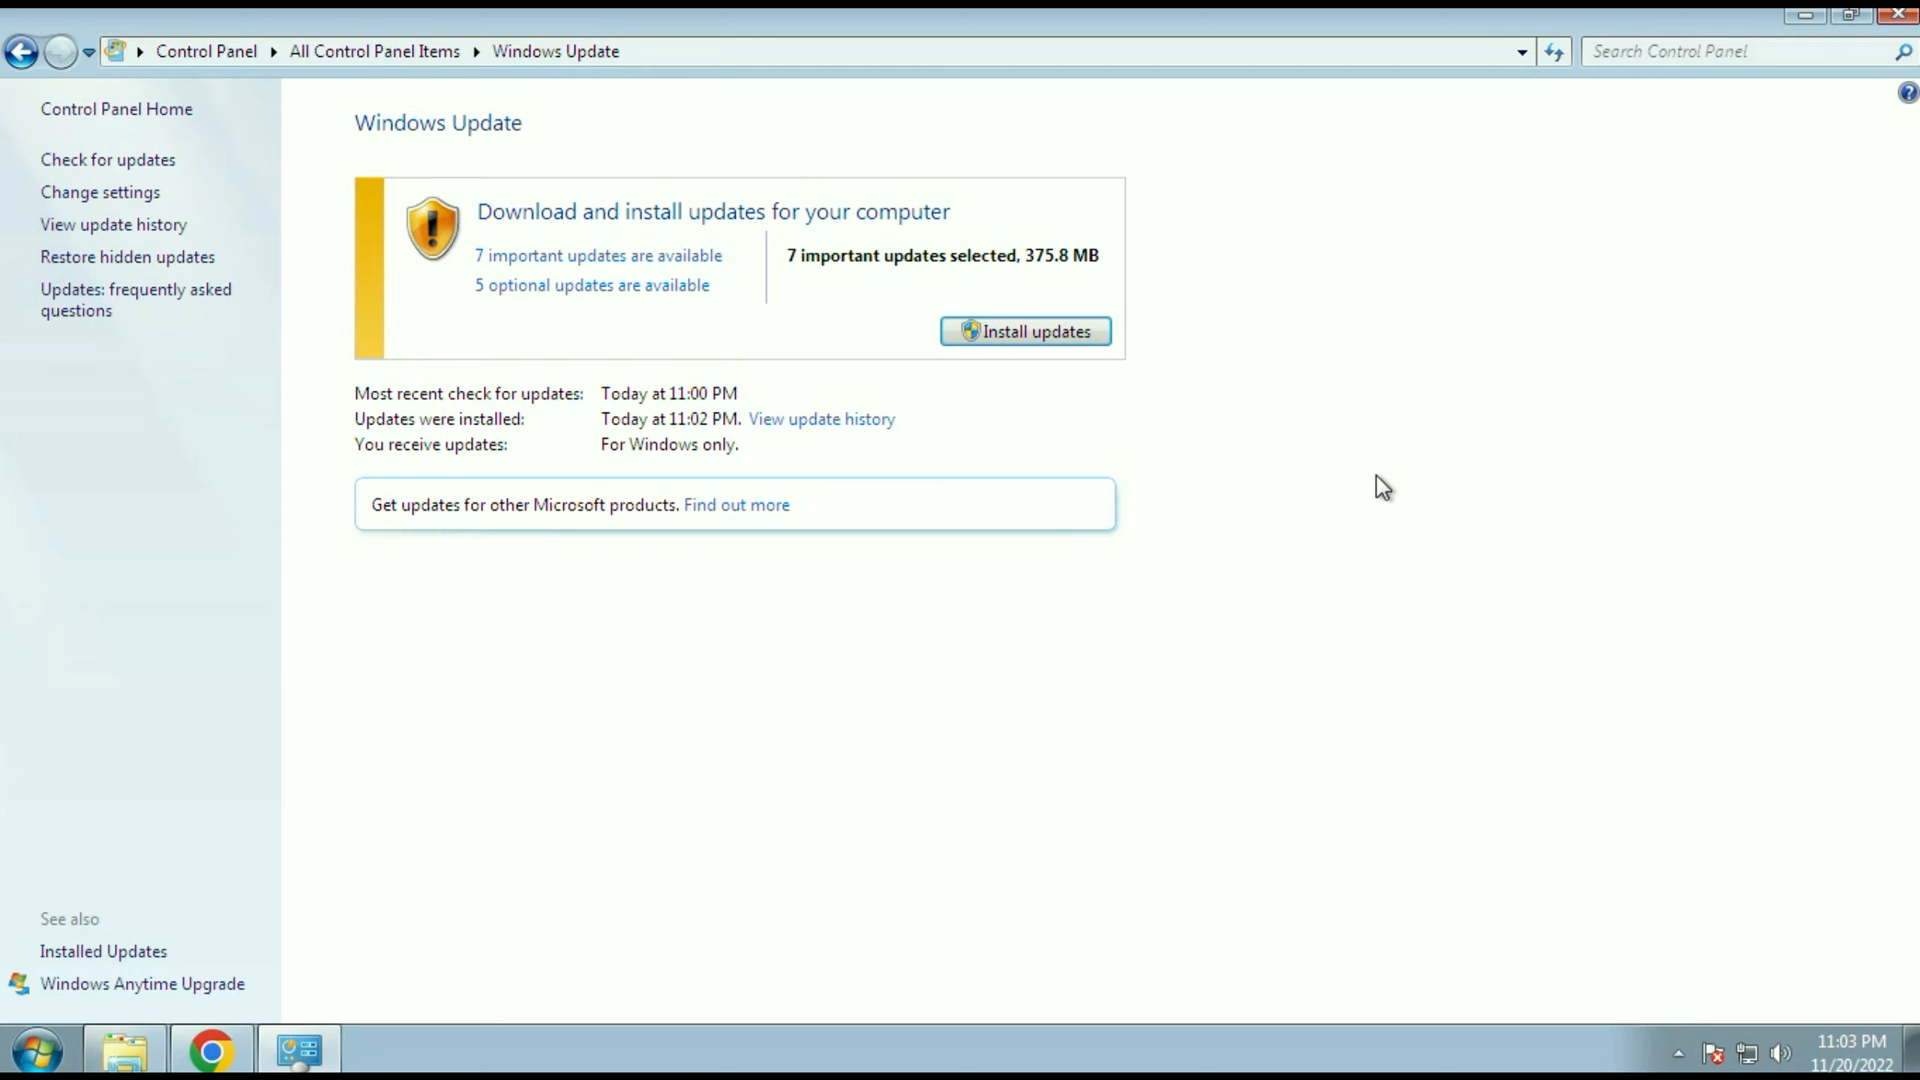 Control Panel
All Control Panel Items
Windows Update
Search Control Panel
Control Panel Home
Check for updates
Change settings
View update history
Restore hidden updates
Updates: frequently asked
questions
Windows Update
Download and install updates for your computer
7 important updates are available
5 optional updates are available
7 important updates selected, 375.8 MB
Install updates
Most recent check for updates: Today at 11:00 PM
Updates were installed: Today at 11:02 PM. View update history
You receive updates: For Windows only.
Get updates for other Microsoft products. Find out more
See also
Installed Updates
Windows Anytime Upgrade
11:03 PM
11/20/2022